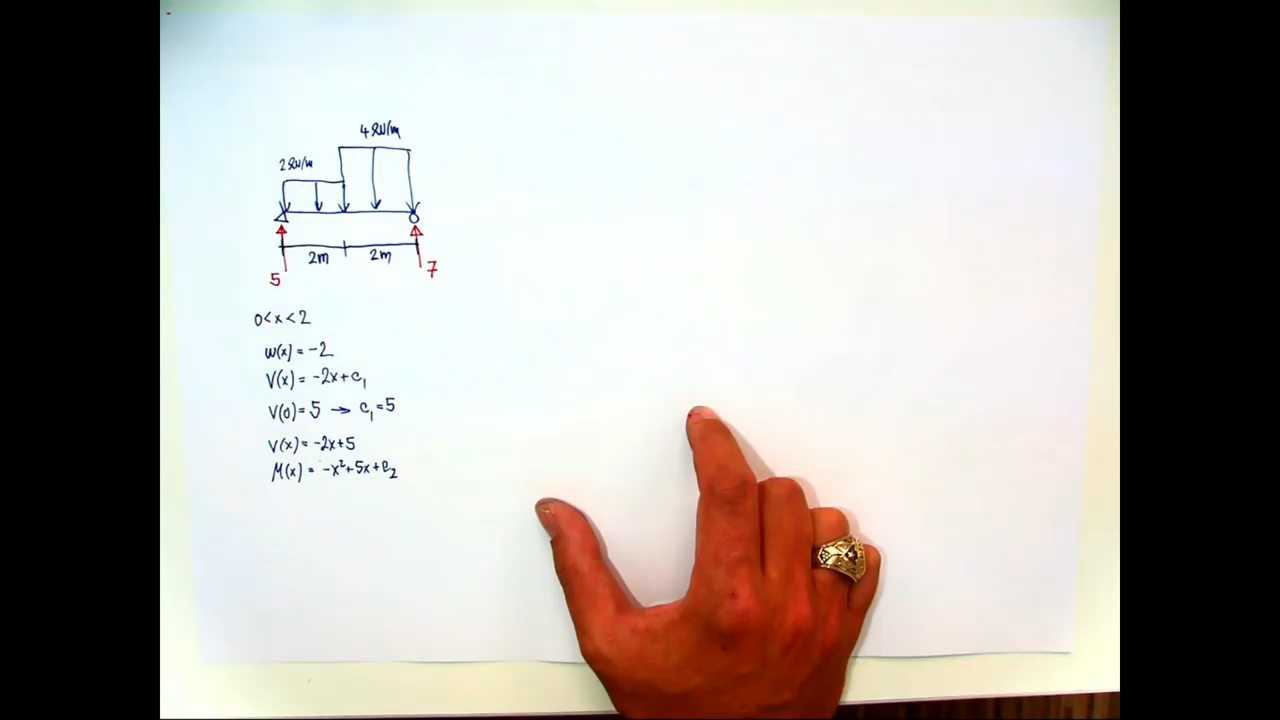 4 kN/m
2 kN/m
2m 2m
5 7
0<x<2
w(x) = -2
V(x) = -2x+c₁
V(0) = 5 → c₁ = 5
V(x) = -2x+5
M(x) = -x²+5x+c₂